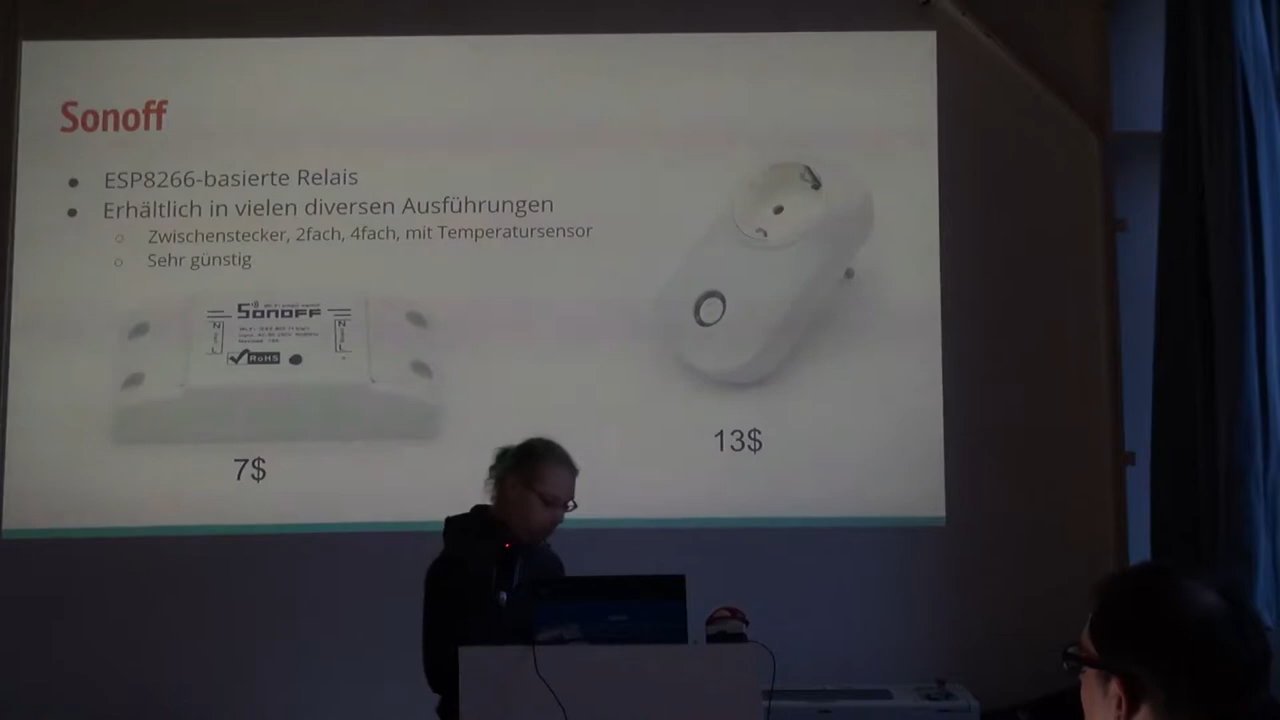 Sonoff
ESP8266-basierte Relais
Erhältlich in vielen diversen Ausführungen
Zwischenstecker, 2fach, 4fach, mit Temperatursensor
Sehr günstig
SONOFF
RoHS
7$
13$